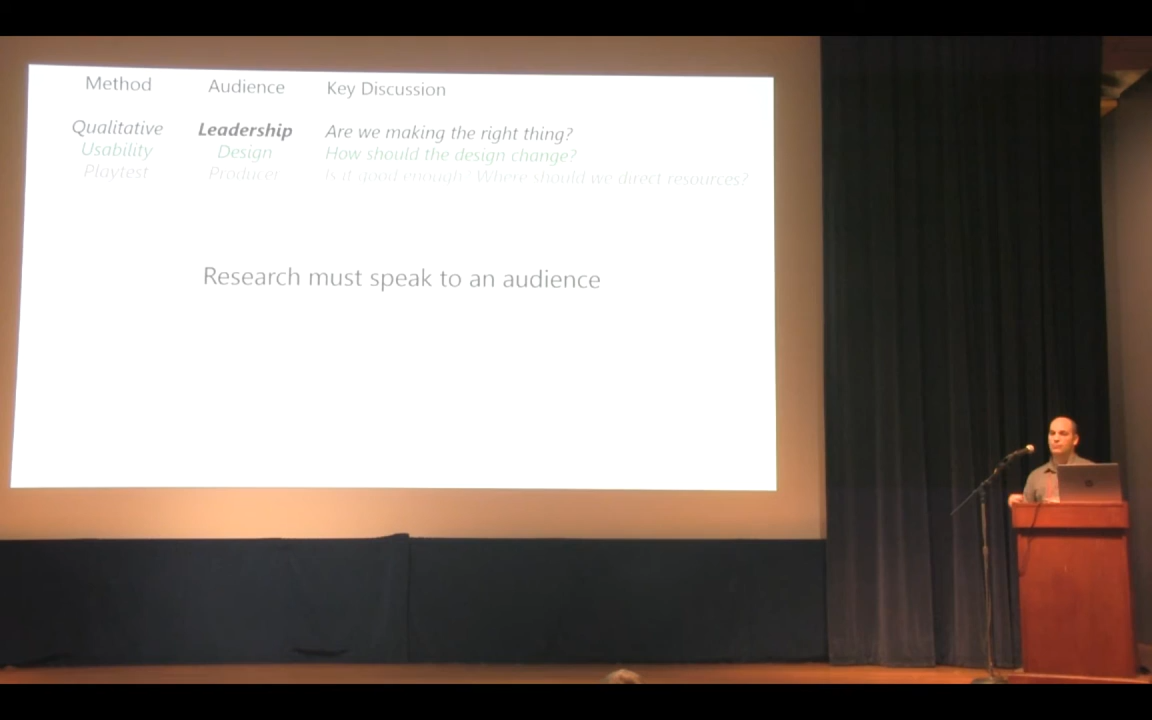 Method Audience Key Discussion
Qualitative Leadership Are we making the right thing?
Usability Design How should the design change?
Playtest Producer Is it good enough? Where should we direct resources?
Research must speak to an audience